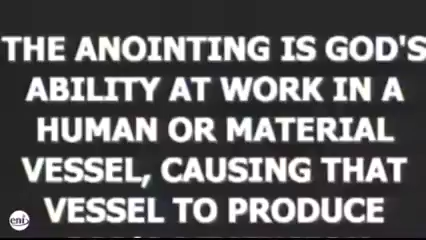 THE ANOINTING IS GOD'S
ABILITY AT WORK IN A
HUMAN OR MATERIAL
VESSEL, CAUSING THAT
VESSEL TO PRODUCE